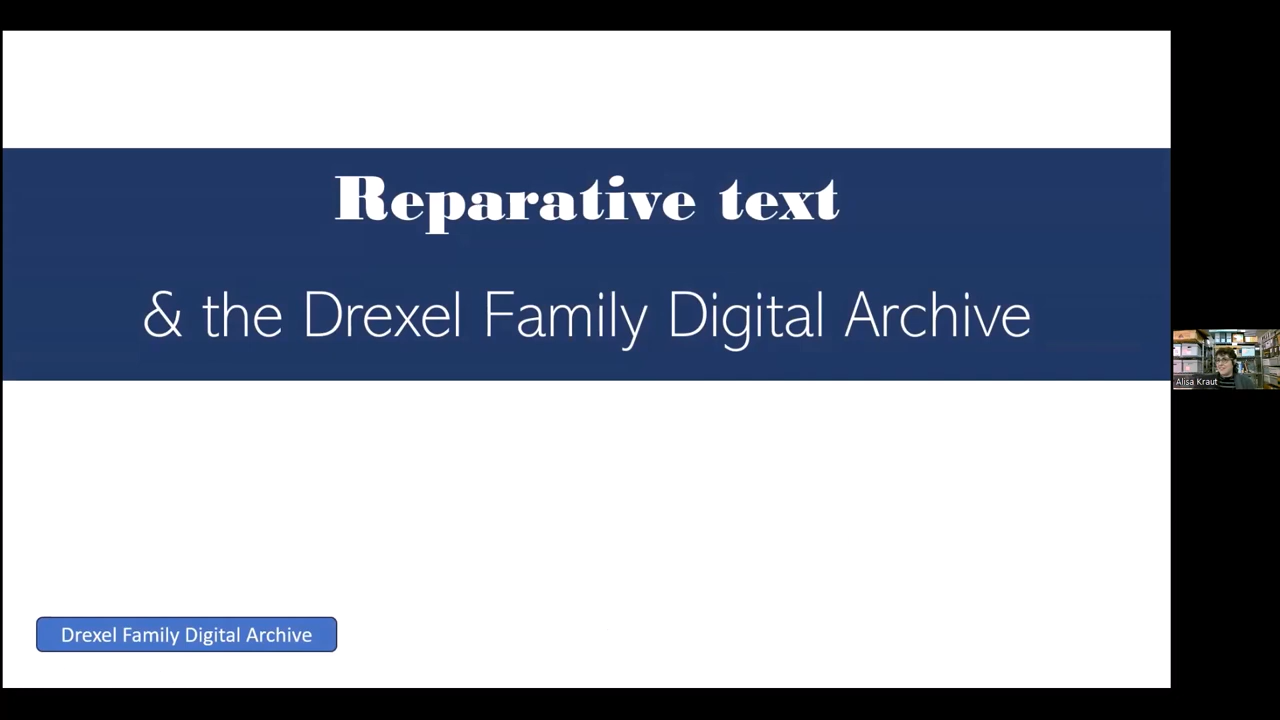 Reparative text
& the Drexel Family Digital Archive
Alisa Kraut
Drexel Family Digital Archive